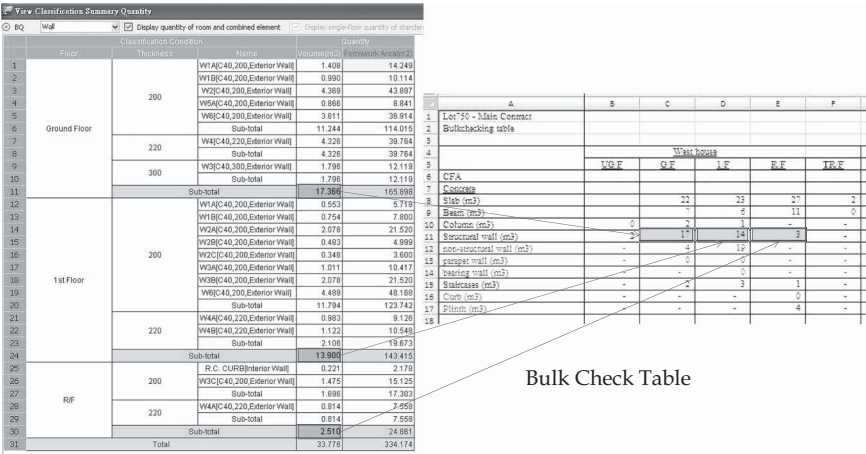 View Classification Summary Quantity
BQ Wall Display quantity of room and combined element Display single-floor quantity of standar
Classification Condition Quantity
Floor Thickness Name Volume(m3) Formwork Area(m2)
1 W1A[C40,200,Exterior Wall] 1.408 14.249
2 W1B[C40,200,Exterior Wall] 0.990 10.114
3 W2[C40,200,Exterior Wall] 4.369 43.897
4 200 W5A[C40,200,Exterior Wall] 0.866 8.841
5 W6[C40,200,Exterior Wall] 3.611 36.914
6 Ground Floor Sub-total 11.244 114.015
7 220 W4[C40,220,Exterior Wall] 4.326 39.764
8 Sub-total 4.326 39.764
9 300 W3[C40,300,Exterior Wall] 1.796 12.119
10 Sub-total 1.796 12.119
11 Sub-total 17.366 165.898
12 W1A[C40,200,Exterior Wall] 0.553 5.718
13 W1B[C40,200,Exterior Wall] 0.754 7.800
14 W2A[C40,200,Exterior Wall] 2.078 21.520
15 W2B[C40,200,Exterior Wall] 0.483 4.999
16 200 W2C[C40,200,Exterior Wall] 0.348 3.600
17 W3A[C40,200,Exterior Wall] 1.011 10.417
18 1st Floor W3B[C40,200,Exterior Wall] 2.078 21.520
19 W6[C40,200,Exterior Wall] 4.489 48.168
20 Sub-total 11.794 123.742
21 W4A[C40,220,Exterior Wall] 0.983 9.126
22 220 W4B[C40,220,Exterior Wall] 1.122 10.548
23 Sub-total 2.106 19.673
24 Sub-total 13.900 143.415
25 R.C. CURB[Interior Wall] 0.221 2.178
26 200 W3C[C40,200,Exterior Wall] 1.475 15.125
27 R/F Sub-total 1.696 17.303
28 220 W4A[C40,220,Exterior Wall] 0.814 7.558
29 Sub-total 0.814 7.558
30 Sub-total 2.510 24.861
31 Total 33.776 334.174
A B C D E F
1 Lot750 - Main Contract
2 Bulkchecking table
3
4 West house
5 UG/F G/F 1/F R/F TR/F
6 CFA
7 Concrete
8 Slab (m3) 22 23 27 2
9 Beam (m3) 7 6 11 0
10 Column (m3) 0 2 1 - -
11 Structural wall (m3) 17 14 3 -
12 non-structural wall (m3) - 4 19 - -
13 parapet wall (m3) - 0 0 - -
14 bearing wall (m3) - - 0 - -
15 Staircases (m3) - 2 3 1 -
16 Curb (m3) - - - 0 -
17 Plinth (m3) - - - 4 -
18
Bulk Check Table